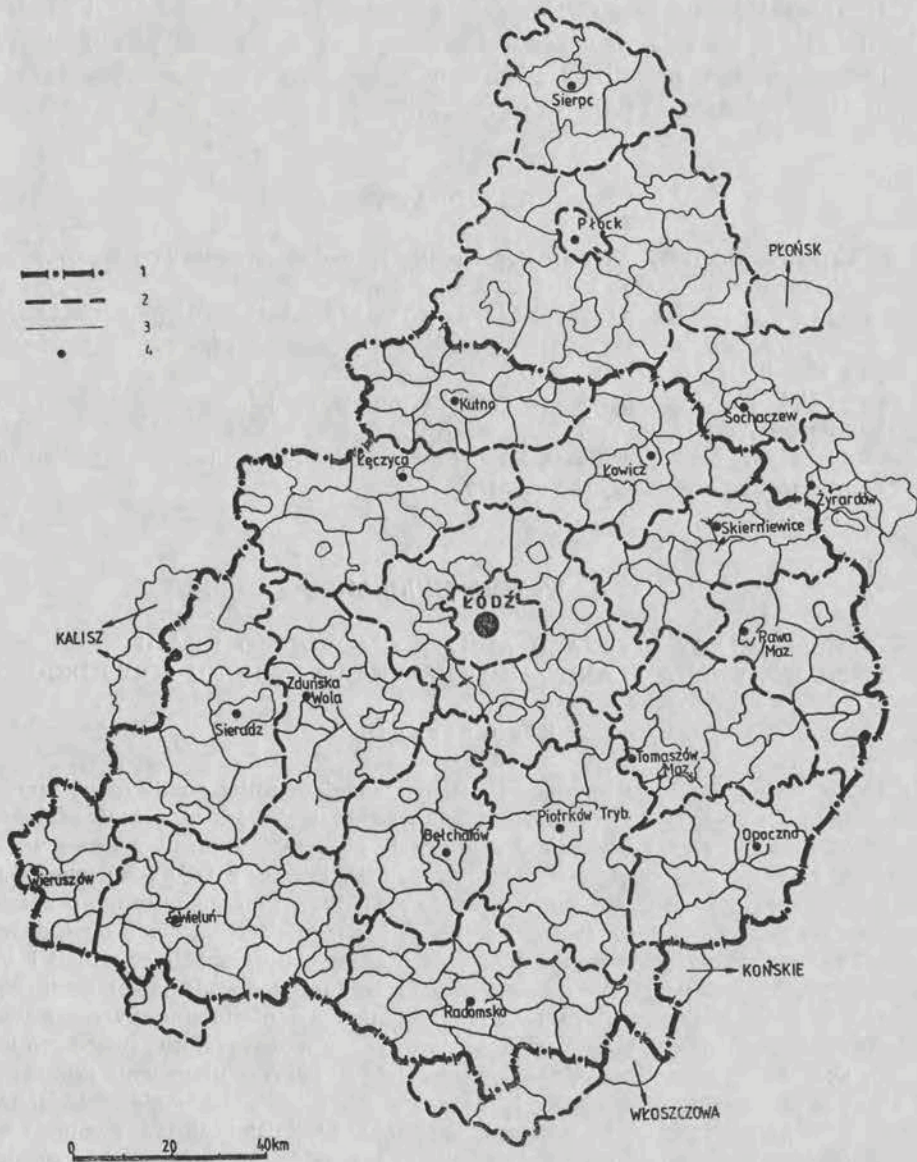 Sierpc
Płock
PŁOŃSK
1
2
3
4
Kutno
Sochaczew
Łęczyca
Łowicz
Żyrardów
Skierniewice
ŁÓDŹ
KALISZ
Rawa
Maz.
Zduńska
Wola
Sieradz
Tomaszów
Maz.
Piotrków Tryb.
Opoczno
Bełchatów
Wieruszów
Wieluń
KOŃSKIE
Radomsko
WŁOSZCZOWA
0 20 40km